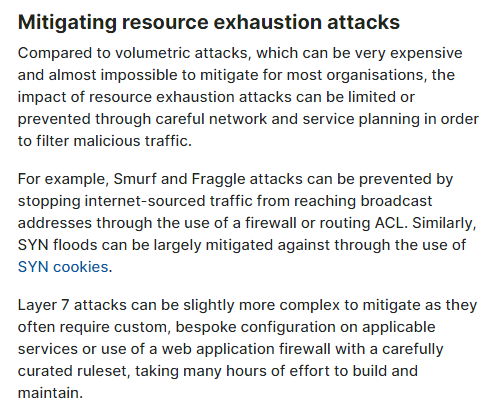 Mitigating resource exhaustion attacks
Compared to volumetric attacks, which can be very expensive
and almost impossible to mitigate for most organisations, the
impact of resource exhaustion attacks can be limited or
prevented through careful network and service planning in order
to filter malicious traffic.
For example, Smurf and Fraggle attacks can be prevented by
stopping internet-sourced traffic from reaching broadcast
addresses through the use of a firewall or routing ACL. Similarly,
SYN floods can be largely mitigated against through the use of
SYN cookies.
Layer 7 attacks can be slightly more complex to mitigate as they
often require custom, bespoke configuration on applicable
services or use of a web application firewall with a carefully
curated ruleset, taking many hours of effort to build and
maintain.